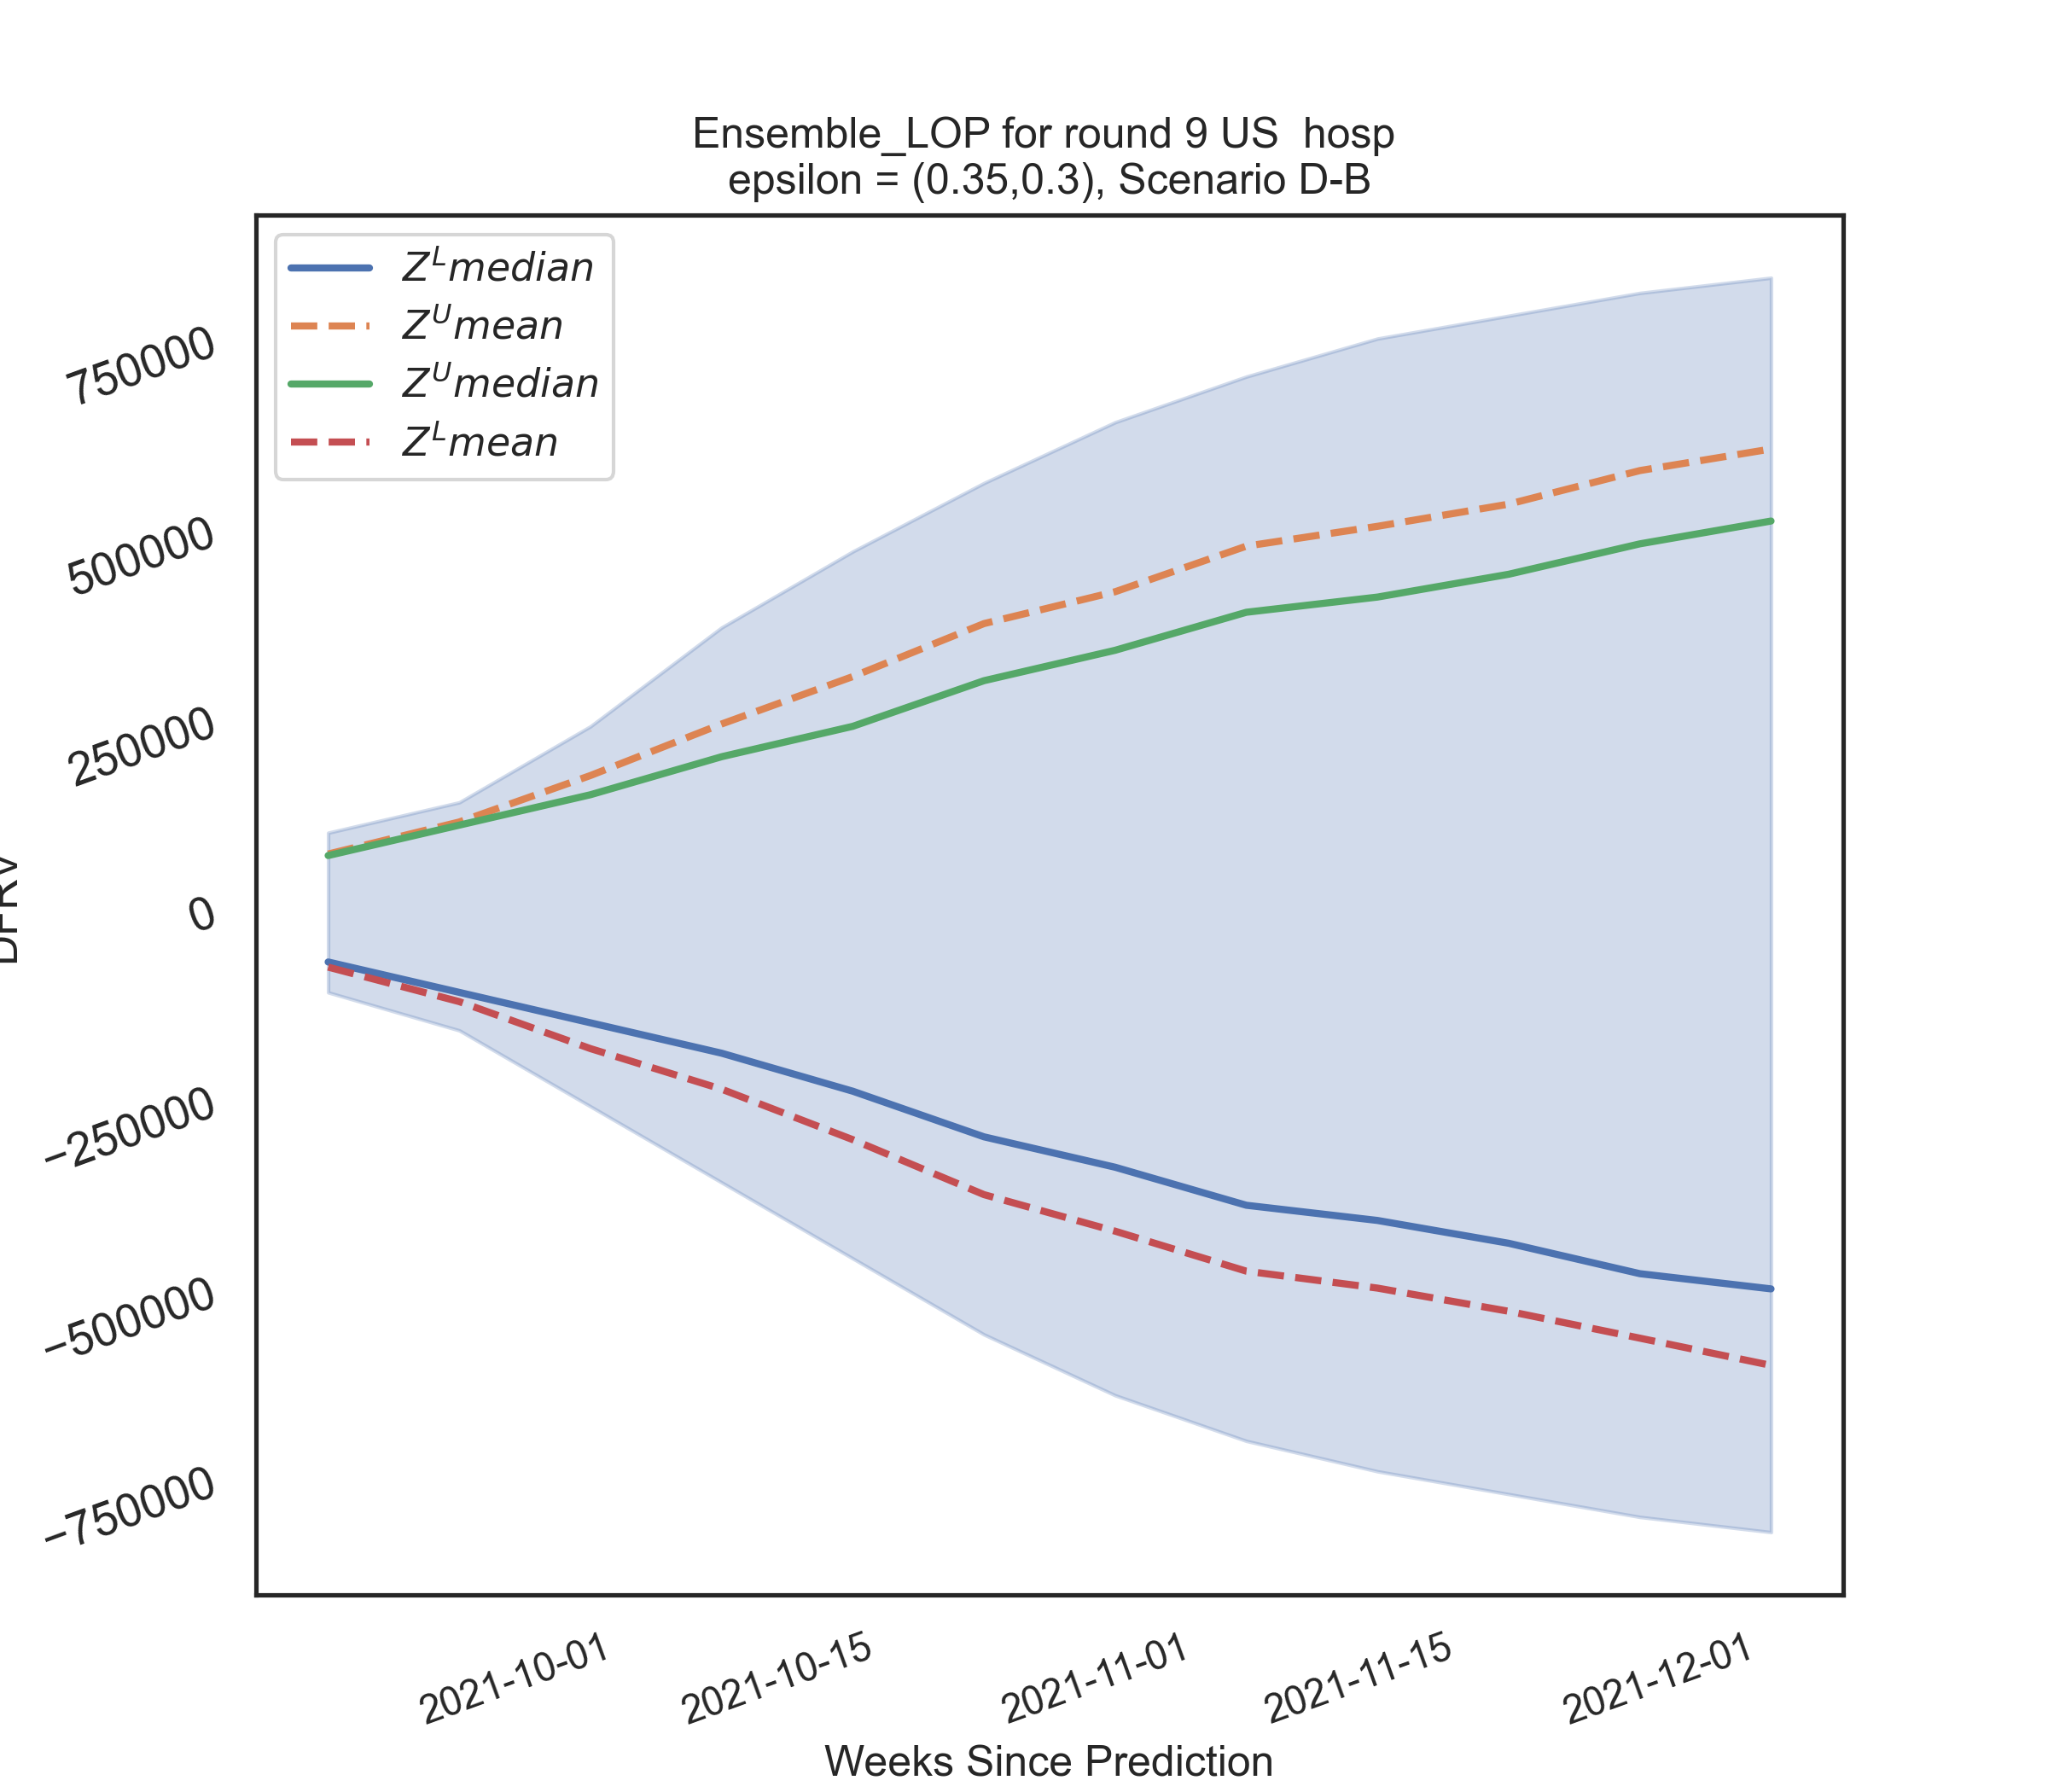 Ensemble_LOP for round 9 US  hosp
epsilon = (0.35,0.3), Scenario D-B
Z^L median
Z^U mean
Z^U median
Z^L mean
750000
500000
250000
0
−250000
−500000
−750000
2021-10-01
2021-10-15
2021-11-01
2021-11-15
2021-12-01
Weeks Since Prediction